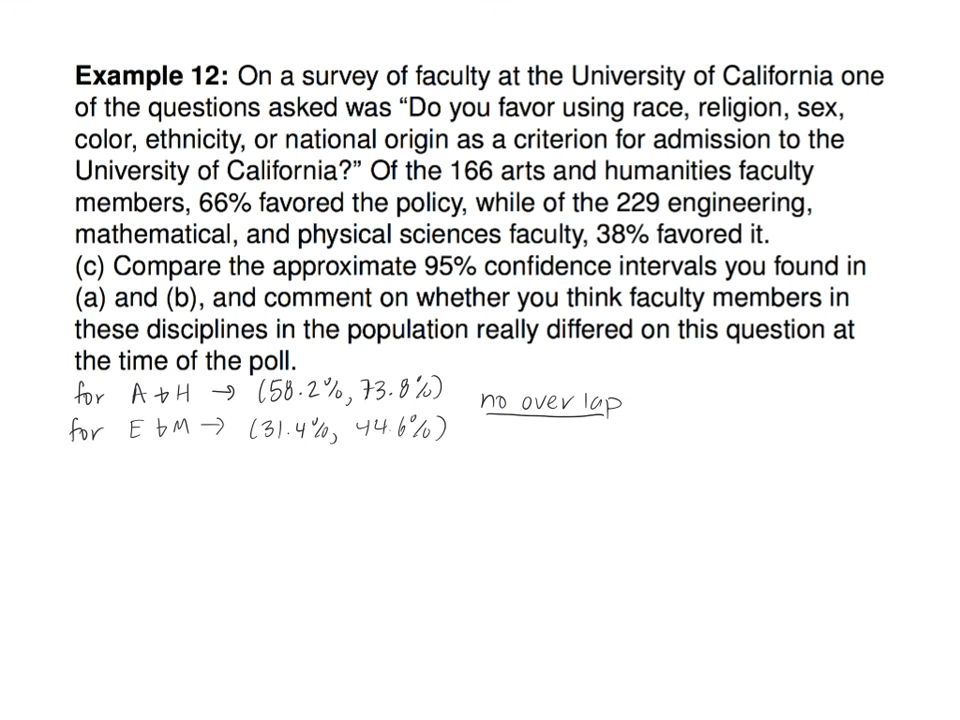 Example 12: On a survey of faculty at the University of California one
of the questions asked was “Do you favor using race, religion, sex,
color, ethnicity, or national origin as a criterion for admission to the
University of California?” Of the 166 arts and humanities faculty
members, 66% favored the policy, while of the 229 engineering,
mathematical, and physical sciences faculty, 38% favored it.
(c) Compare the approximate 95% confidence intervals you found in
(a) and (b), and comment on whether you think faculty members in
these disciplines in the population really differed on this question at
the time of the poll.
for A + H → (58.2%, 73.8%)
no overlap
for E + M → (31.4%, 44.6%)